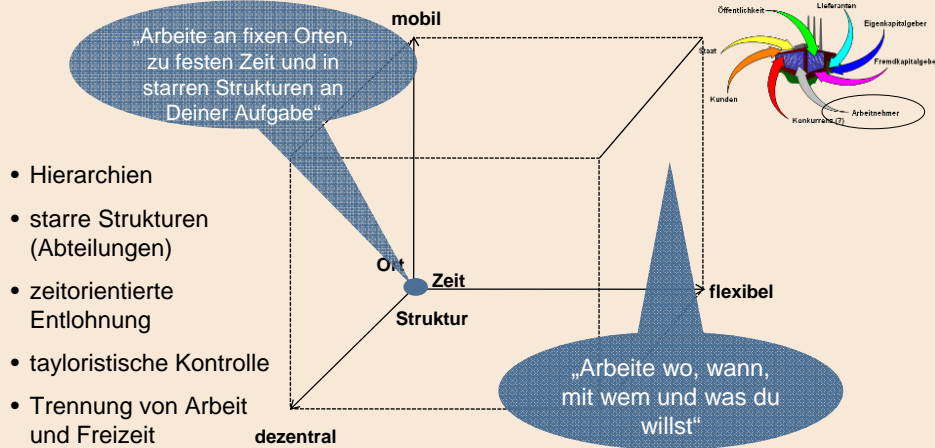 mobil
„Arbeite an fixen Orten,
zu festen Zeit und in
starren Strukturen an
Deiner Aufgabe“
Öffentlichkeit
Lieferanten
Eigenkapitalgeber
Staat
Fremdkapitalgebe
Kunden
Arbeitnehmer
Konkurrenz (?)
• Hierarchien
• starre Strukturen
(Abteilungen)
• zeitorientierte
Entlohnung
• tayloristische Kontrolle
• Trennung von Arbeit
und Freizeit
Ort
Zeit
Struktur
flexibel
„Arbeite wo, wann,
mit wem und was du
willst“
dezentral